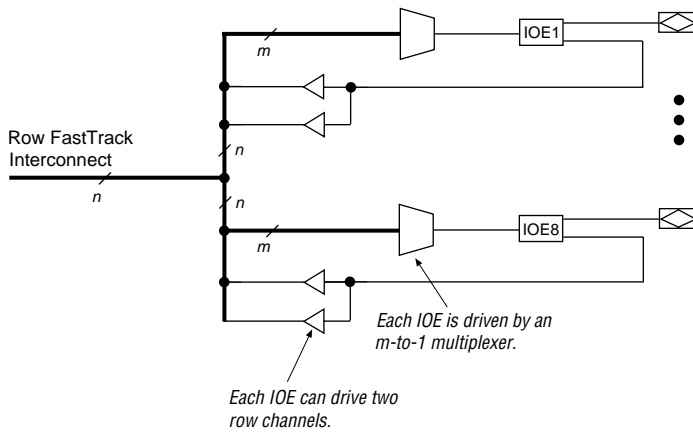 m
IOE1
Row FastTrack
Interconnect
n
n
n
m
IOE8
Each IOE is driven by an
m-to-1 multiplexer.
Each IOE can drive two
row channels.